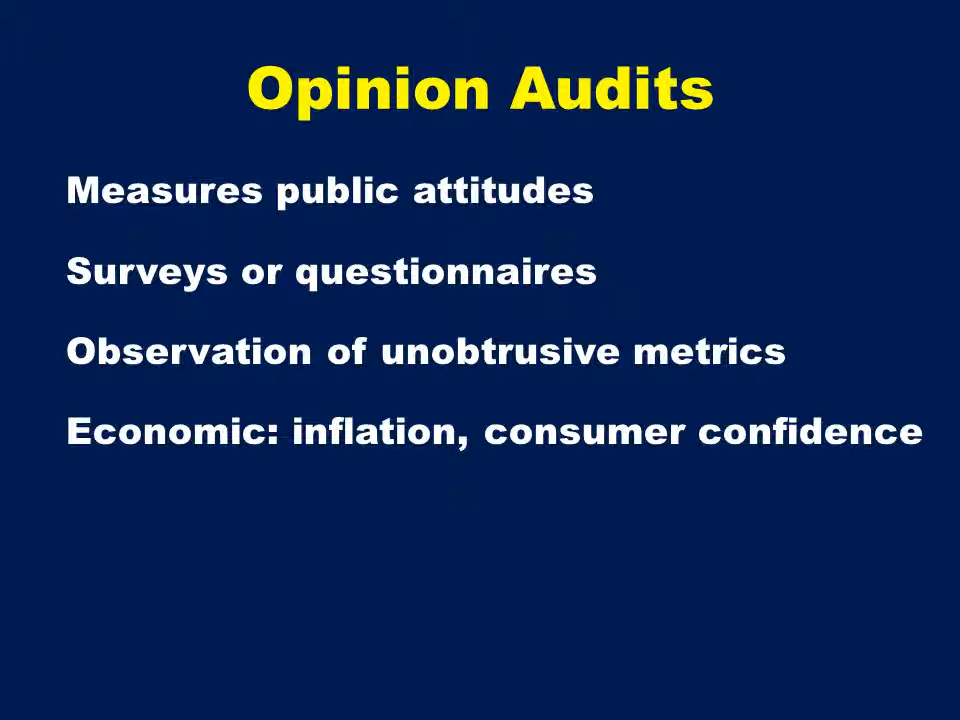 Opinion Audits
Measures public attitudes
Surveys or questionnaires
Observation of unobtrusive metrics
Economic: inflation, consumer confidence